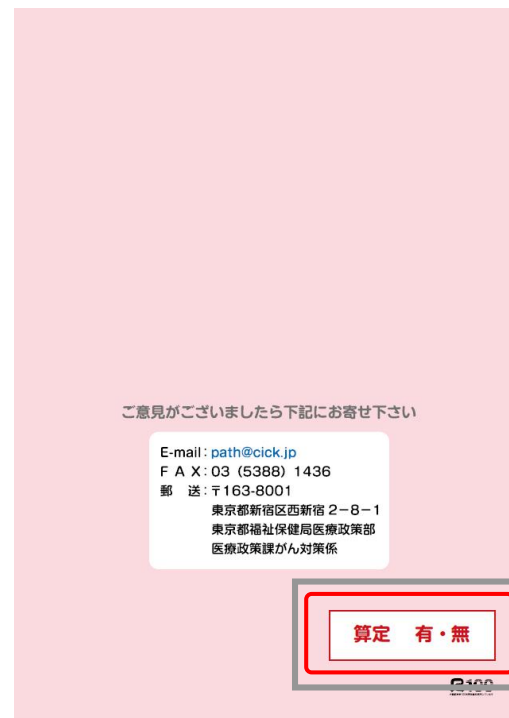 ご意見がございましたら下記にお寄せ下さい
E-mail：path@cick.jp
ＦＡＸ：03（5388）1436
郵　送：〒163-8001
東京都新宿区西新宿２－８－１
東京都福祉保健局医療政策部
医療政策課がん対策係
算定　有・無